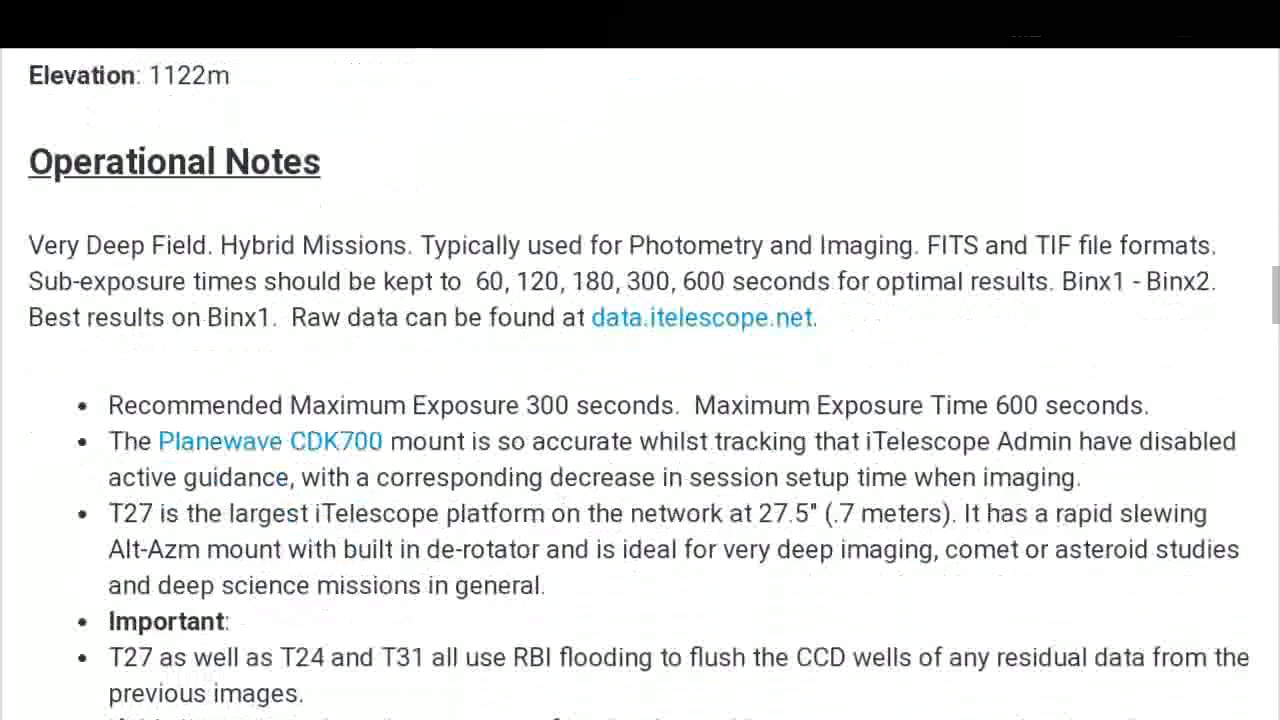 Elevation: 1122m
Operational Notes
Very Deep Field. Hybrid Missions. Typically used for Photometry and Imaging. FITS and TIF file formats.
Sub-exposure times should be kept to  60, 120, 180, 300, 600 seconds for optimal results. Binx1 - Binx2.
Best results on Binx1.  Raw data can be found at data.itelescope.net.
• Recommended Maximum Exposure 300 seconds.  Maximum Exposure Time 600 seconds.
• The Planewave CDK700 mount is so accurate whilst tracking that iTelescope Admin have disabled
active guidance, with a corresponding decrease in session setup time when imaging.
• T27 is the largest iTelescope platform on the network at 27.5" (.7 meters). It has a rapid slewing
Alt-Azm mount with built in de-rotator and is ideal for very deep imaging, comet or asteroid studies
and deep science missions in general.
• Important:
• T27 as well as T24 and T31 all use RBI flooding to flush the CCD wells of any residual data from the
previous images.